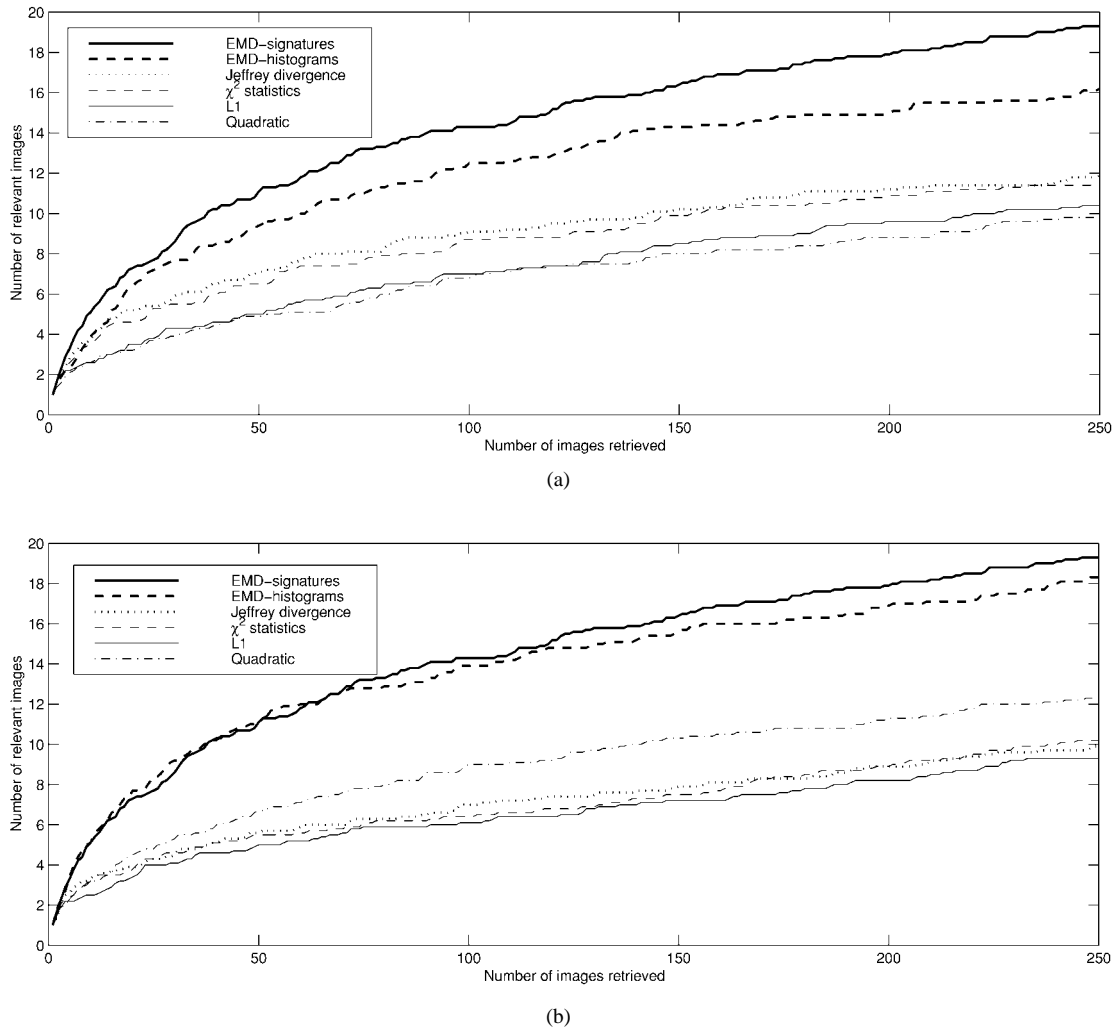 20
18
16
14
12
10
8
6
4
2
0
Number of relevant images
EMD-signatures
EMD-histograms
Jeffrey divergence
χ² statistics
L1
Quadratic
0 50 100 150 200 250
Number of images retrieved
(a)
20
18
16
14
12
10
8
6
4
2
0
Number of relevant images
EMD-signatures
EMD-histograms
Jeffrey divergence
χ² statistics
L1
Quadratic
0 50 100 150 200 250
Number of images retrieved
(b)